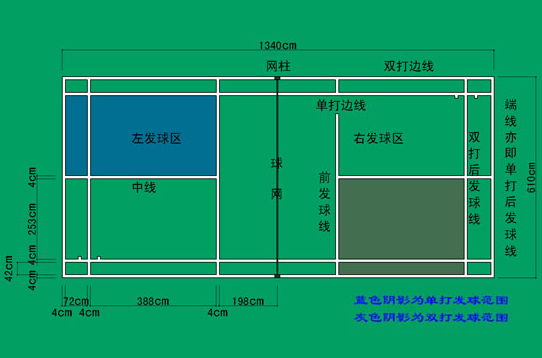 1340cm
网柱
双打边线
单打边线
左发球区
右发球区
中线
球网
前发球线
双打后发球线
端线亦即单打后发球线
610cm
4cm
253cm
4cm
42cm
4cm
72cm
388cm
198cm
4cm
4cm
4cm
蓝色阴影为单打发球范围
灰色阴影为双打发球范围